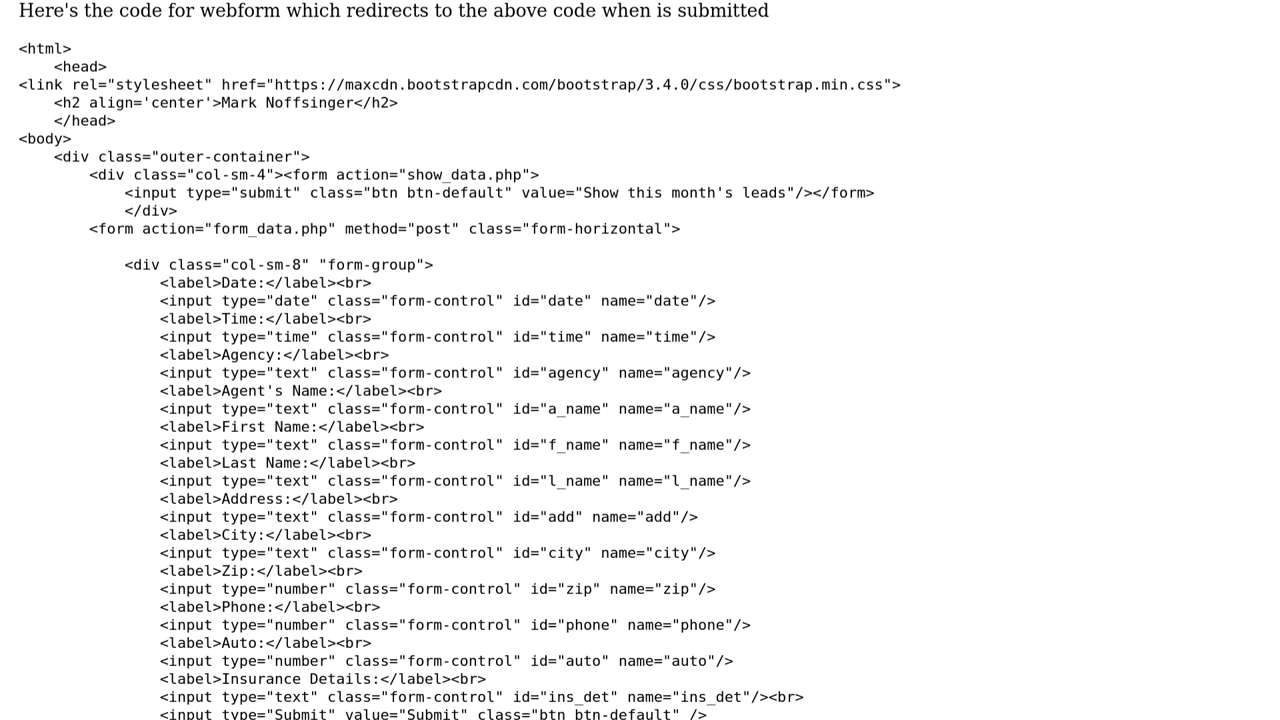 Here's the code for webform which redirects to the above code when is submitted
<html>
<head>
<link rel="stylesheet" href="https://maxcdn.bootstrapcdn.com/bootstrap/3.4.0/css/bootstrap.min.css">
<h2 align='center'>Mark Noffsinger</h2>
</head>
<body>
<div class="outer-container">
<div class="col-sm-4"><form action="show_data.php">
<input type="submit" class="btn btn-default" value="Show this month's leads"/></form>
</div>
<form action="form_data.php" method="post" class="form-horizontal">
<div class="col-sm-8" "form-group">
<label>Date:</label><br>
<input type="date" class="form-control" id="date" name="date"/>
<label>Time:</label><br>
<input type="time" class="form-control" id="time" name="time"/>
<label>Agency:</label><br>
<input type="text" class="form-control" id="agency" name="agency"/>
<label>Agent's Name:</label><br>
<input type="text" class="form-control" id="a_name" name="a_name"/>
<label>First Name:</label><br>
<input type="text" class="form-control" id="f_name" name="f_name"/>
<label>Last Name:</label><br>
<input type="text" class="form-control" id="l_name" name="l_name"/>
<label>Address:</label><br>
<input type="text" class="form-control" id="add" name="add"/>
<label>City:</label><br>
<input type="text" class="form-control" id="city" name="city"/>
<label>Zip:</label><br>
<input type="number" class="form-control" id="zip" name="zip"/>
<label>Phone:</label><br>
<input type="number" class="form-control" id="phone" name="phone"/>
<label>Auto:</label><br>
<input type="number" class="form-control" id="auto" name="auto"/>
<label>Insurance Details:</label><br>
<input type="text" class="form-control" id="ins_det" name="ins_det"/><br>
<input type="Submit" value="Submit" class="btn btn-default" />